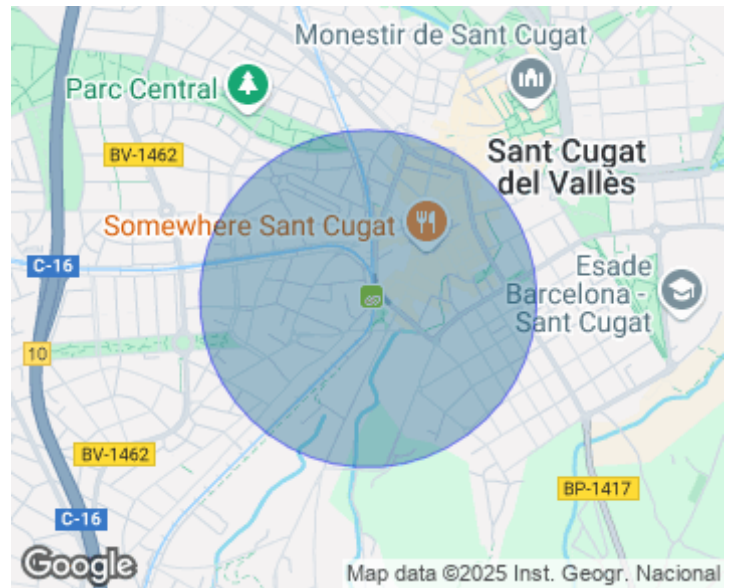 Monestir de Sant Cugat
Parc Central
BV-1462
Sant Cugat
del Vallès
Somewhere Sant Cugat
C-16
Esade
Barcelona -
Sant Cugat
10
BV-1462
BP-1417
C-16
Google
Map data ©2025 Inst. Geogr. Nacional